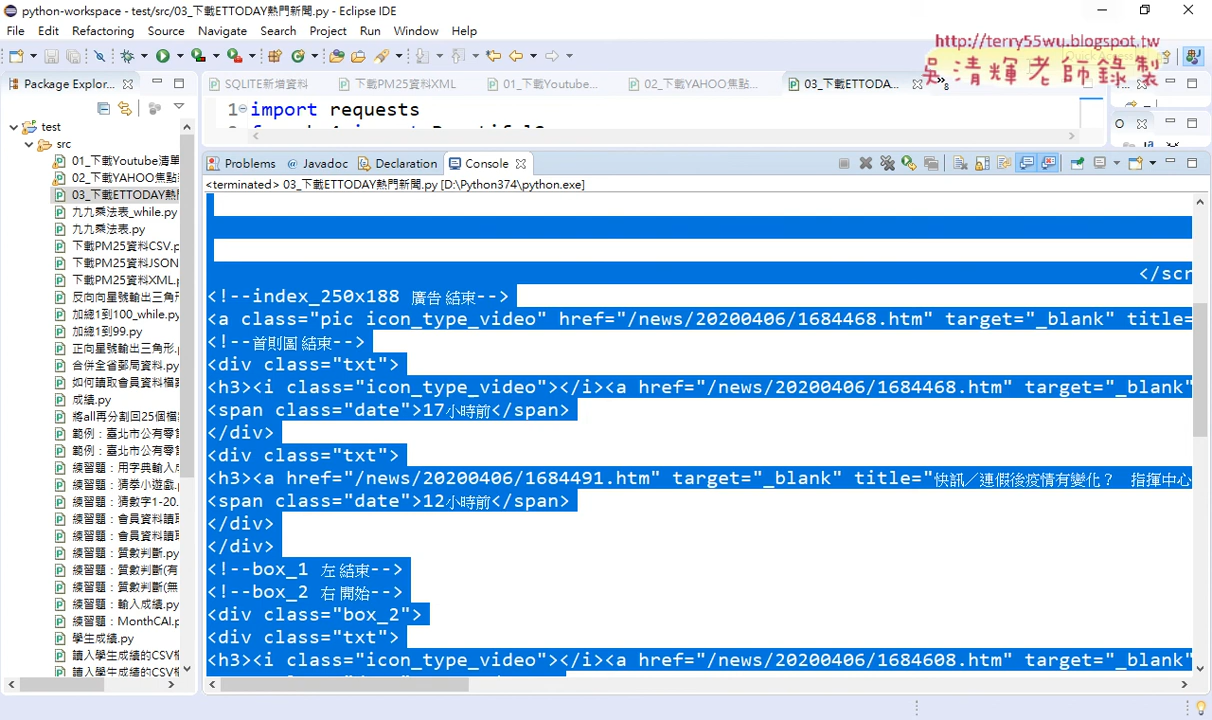 python-workspace - test/src/03_下載ETTODAY熱門新聞.py - Eclipse IDE
File Edit Refactoring Source Navigate Search Project Run Window Help
http://terry55wu.blogspot.tw
吳清輝老師錄製
Package Explor...
SQLITE新增資料
下載PM25資料XML
01_下載Youtube...
02_下載YAHOO焦點...
03_下載ETTODA...
8
1 import requests
test
src
01_下載Youtube清單
02_下載YAHOO焦點
03_下載ETTODAY熱
九九乘法表_while.py
九九乘法表.py
下載PM25資料CSV.p
下載PM25資料JSON
下載PM25資料XML.
反向向星號輸出三角形
加總1到100_while.py
加總1到99.py
正向星號輸出三角形.
合併全省郵局資料.py
如何讀取會員資料檔案
成績.py
將all再分割回25個檔
範例：臺北市公有零售
範例：臺北市公有零售
練習題：用字典輸入成
練習題：猜拳小遊戲.
練習題：猜數字1-20.
練習題：會員資料讀取
練習題：會員資料讀取
練習題：質數判斷.py
練習題：質數判斷(有
練習題：質數判斷(無
練習題：輸入成績.py
練習題：MonthCAI.p
學生成績.py
讀入學生成績的CSV檔
讀入學生成績的CSV檔
Problems @ Javadoc Declaration Console
<terminated> 03_下載ETTODAY熱門新聞.py [D:\Python374\python.exe]
</scr
<!--index_250x188 廣告 結束-->
<a class="pic icon_type_video" href="/news/20200406/1684468.htm" target="_blank" title=
<!--首則圖 結束-->
<div class="txt">
<h3><i class="icon_type_video"></i><a href="/news/20200406/1684468.htm" target="_blank"
<span class="date">17小時前</span>
</div>
<div class="txt">
<h3><a href="/news/20200406/1684491.htm" target="_blank" title="快訊／連假後疫情有變化？ 指揮中心
<span class="date">12小時前</span>
</div>
</div>
<!--box_1 左 結束-->
<!--box_2 右 開始-->
<div class="box_2">
<div class="txt">
<h3><i class="icon_type_video"></i><a href="/news/20200406/1684608.htm" target="_blank"